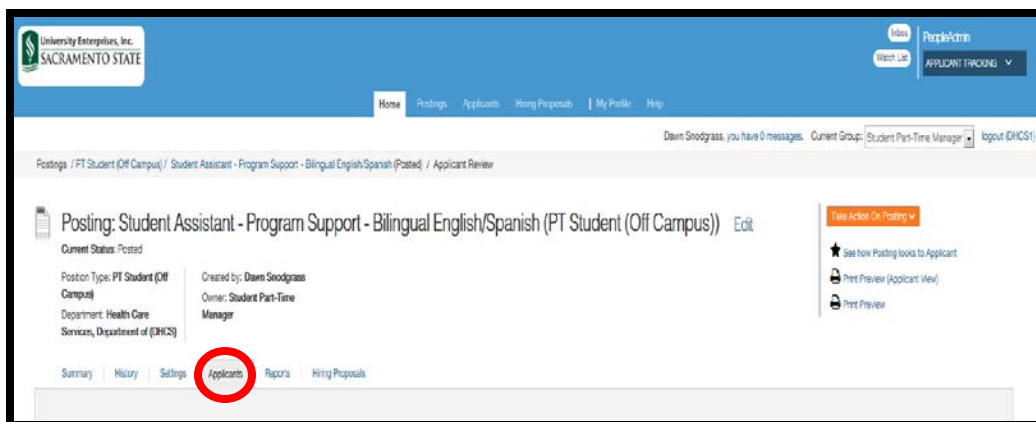 University Enterprises, Inc.
SACRAMENTO STATE
Inbox
PeopleAdmin
Watch List
APPLICANT TRACKING
Home Postings Applicants Hiring Proposals | My Profile Help
Dawn Snodgrass, you have 0 messages. Current Group: Student Part-Time Manager logout (DHCS1)
Postings / PT Student (Off Campus) / Student Assistant - Program Support - Bilingual English/Spanish (Posted) / Applicant Review
Posting: Student Assistant - Program Support - Bilingual English/Spanish (PT Student (Off Campus)) Edit
Take Action On Posting
Current Status: Posted
See how Posting looks to Applicant
Position Type: PT Student (Off
Campus)
Created by: Dawn Snodgrass
Print Preview (Applicant View)
Owner: Student Part-Time
Manager
Print Preview
Department: Health Care
Services, Department of (DHCS)
Summary History Settings Applicants Reports Hiring Proposals